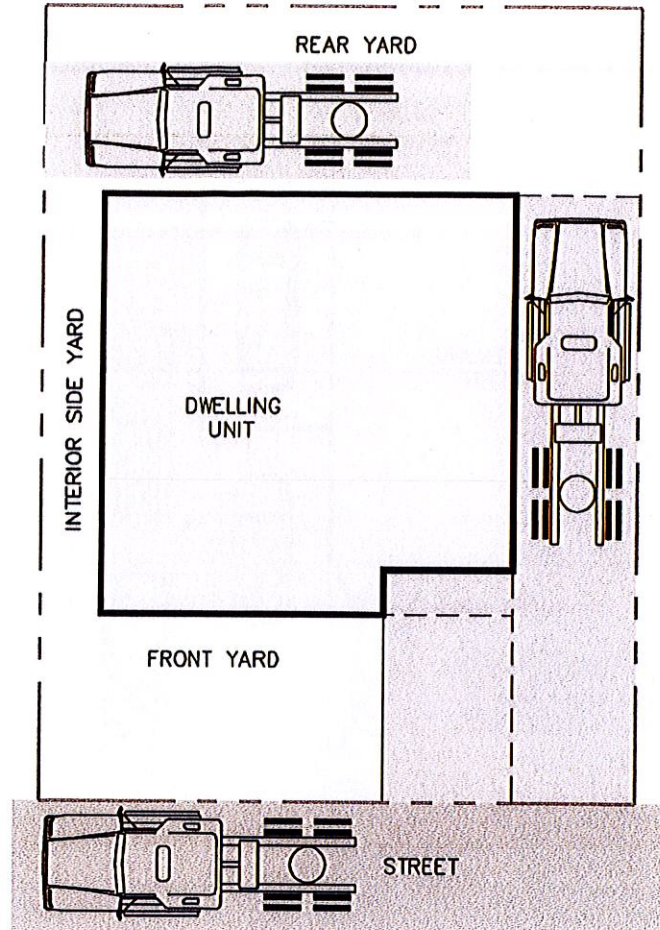 REAR YARD
INTERIOR SIDE YARD
DWELLING
UNIT
FRONT YARD
STREET